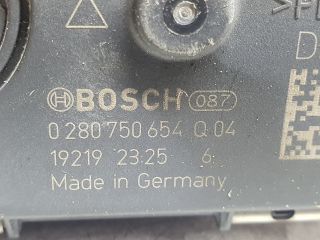 BOSCH 087
0 280 750 654 Q 04
19219 23 25 6
Made in Germany